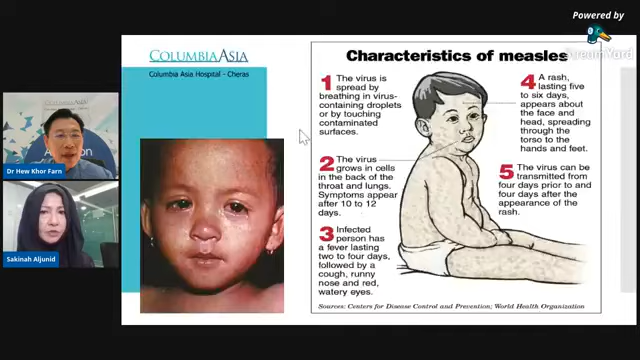 Powered by
StreamYard
COLUMBIA ASIA
Columbia Asia Hospital - Cheras
Characteristics of measles
1 The virus is
spread by
breathing in virus-
containing droplets
or by touching
contaminated
surfaces.
2 The virus
grows in cells
in the back of
the throat and lungs.
Symptoms appear
after 10 to 12
days.
3 Infected
person has
a fever lasting
two to four days,
followed by a
cough, runny
nose and red,
watery eyes.
4 A rash,
lasting five
to six days,
appears about
the face and
head, spreading
through the
torso to the
hands and feet.
5 The virus can be
transmitted from
four days prior to and
four days after the
appearance of the
rash.
Sources: Centers for Disease Control and Prevention; World Health Organization
Dr Hew Khor Farn
Sakinah Aljunid